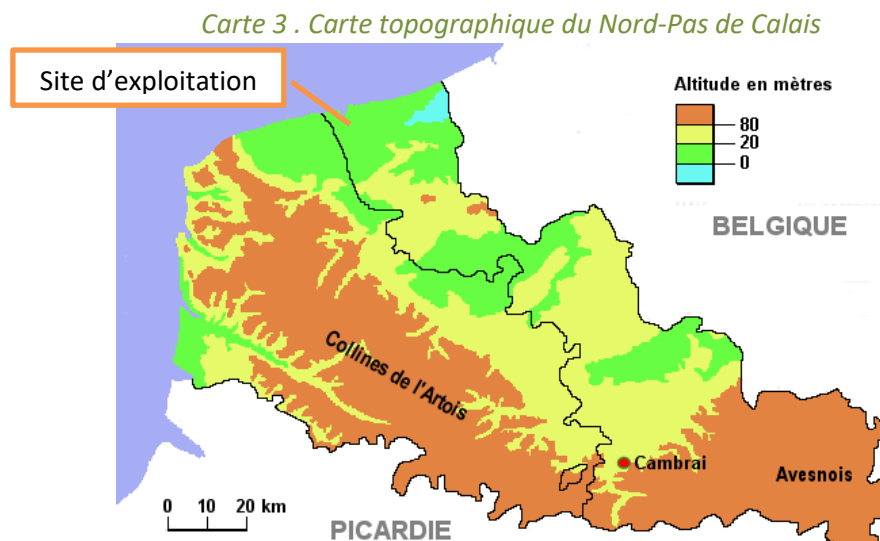 Carte 3 . Carte topographique du Nord-Pas de Calais
Site d'exploitation
Altitude en mètres
80
20
0
BELGIQUE
Collines de l'Artois
Cambrai
Avesnois
0 10 20 km
PICARDIE